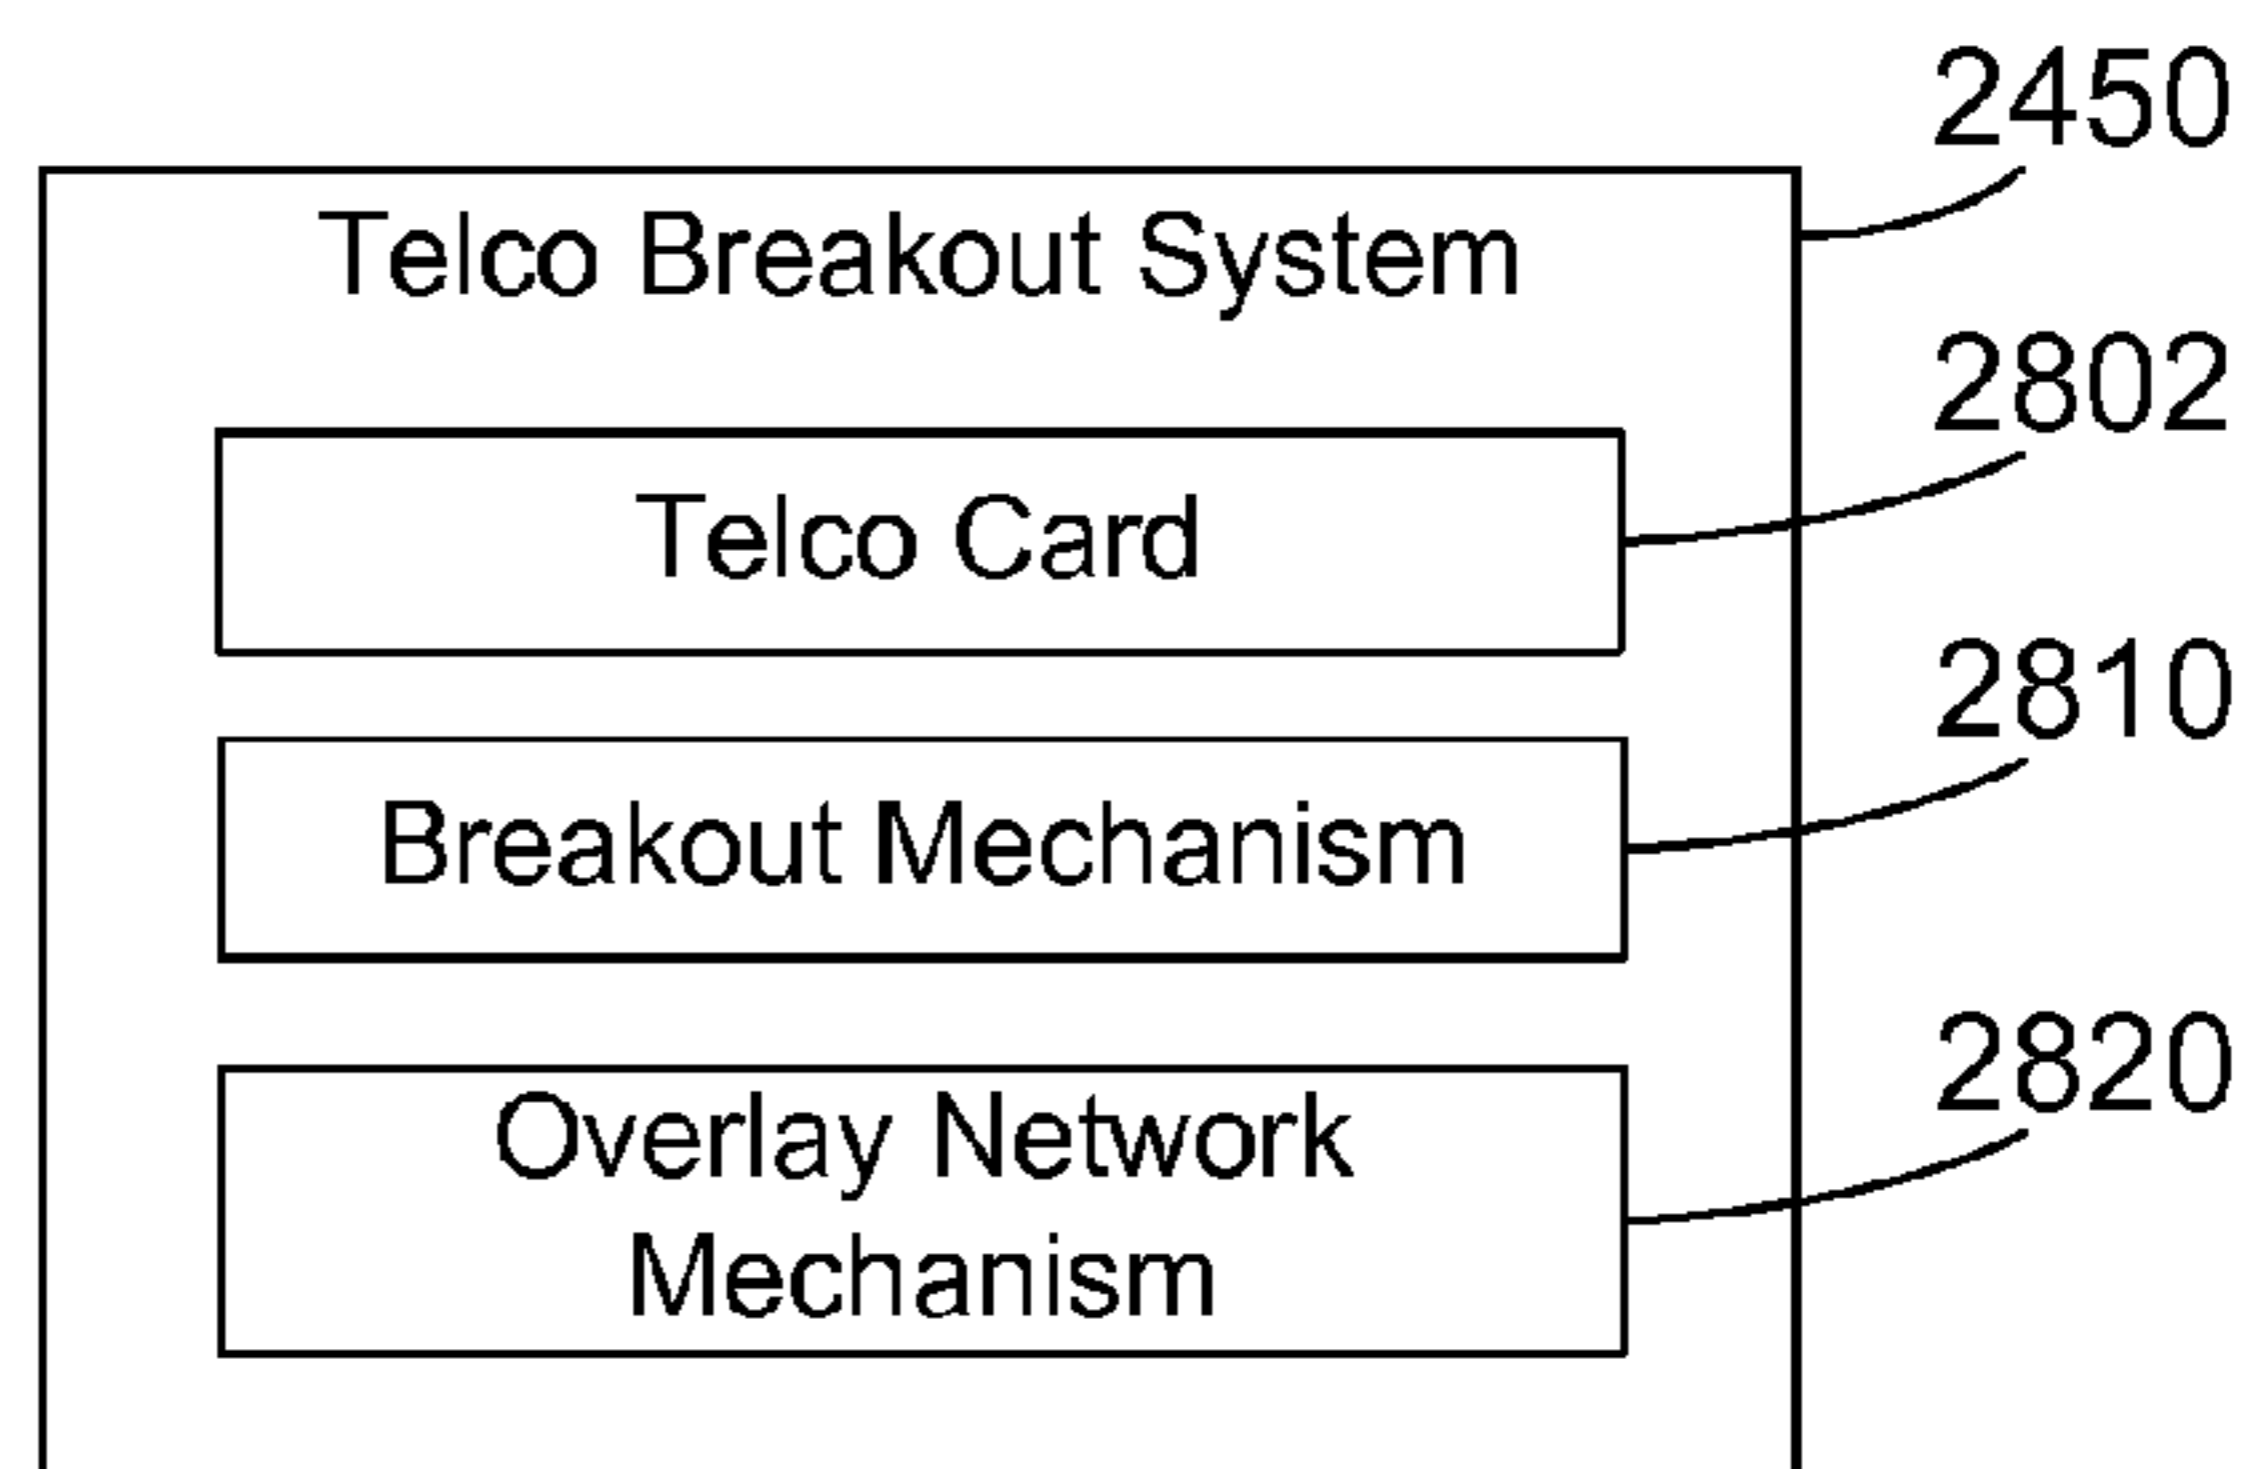 2450
Telco Breakout System
2802
Telco Card
2810
Breakout Mechanism
2820
Overlay Network
Mechanism